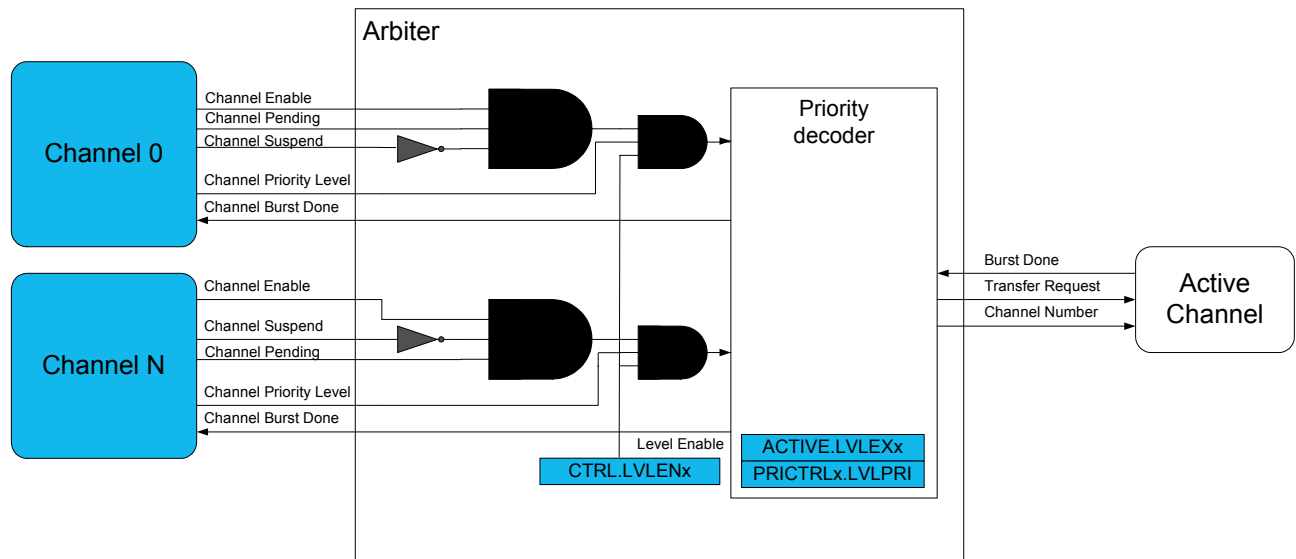 Arbiter
Channel 0
Channel Enable
Channel Pending
Channel Suspend
Channel Priority Level
Channel Burst Done
Priority
decoder
Burst Done
Transfer Request
Channel Number
Active
Channel
Channel N
Channel Enable
Channel Suspend
Channel Pending
Channel Priority Level
Channel Burst Done
Level Enable
CTRL.LVLENx
ACTIVE.LVLEXx
PRICTRLx.LVLPRI